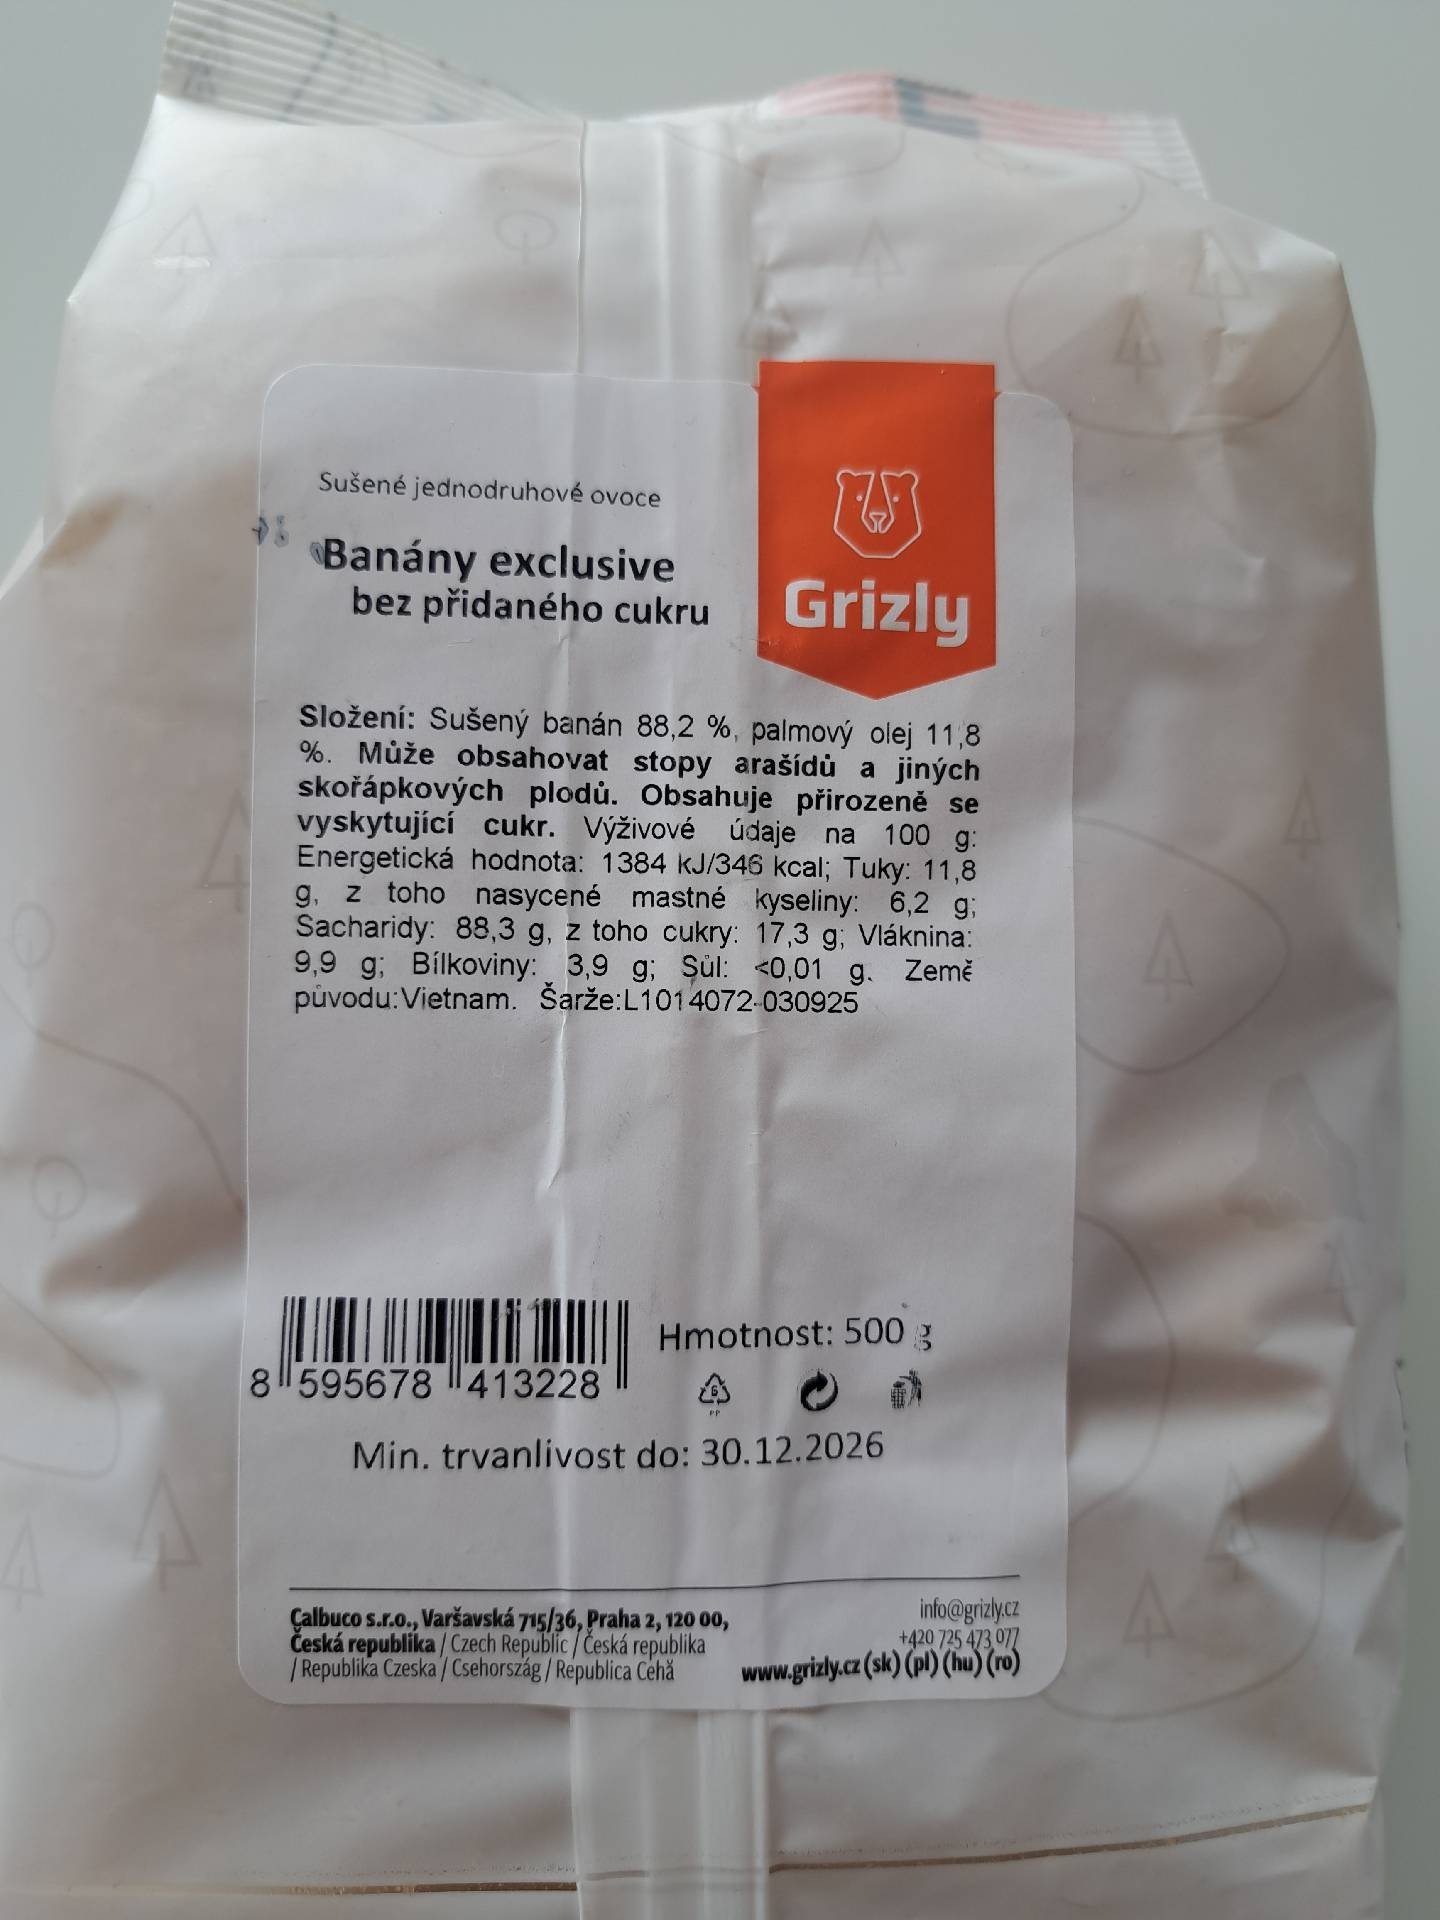 Sušené jednodruhové ovoce
Banány exclusive
bez přidaného cukru
Grizly
Složení: Sušený banán 88,2 %, palmový olej 11,8
%. Může obsahovat stopy arašídů a jiných
skořápkových plodů. Obsahuje přirozeně se
vyskytující cukr. Výživové údaje na 100 g:
Energetická hodnota: 1384 kJ/346 kcal; Tuky: 11,8
g, z toho nasycené mastné kyseliny: 6,2 g;
Sacharidy: 88,3 g, z toho cukry: 17,3 g; Vláknina:
9,9 g; Bílkoviny: 3,9 g; Sůl: <0,01 g. Země
původu:Vietnam. Šarže:L1014072-030925
8 595678 413228
Hmotnost: 500 g
5
PP
Min. trvanlivost do: 30.12.2026
Calbuco s.r.o., Varšavská 715/36, Praha 2, 120 00,
Česká republika / Czech Republic / Česká republika
/ Republika Czeska / Csehország / Republica Cehă
info@grizly.cz
+420 725 473 077
www.grizly.cz (sk) (pl) (hu) (ro)